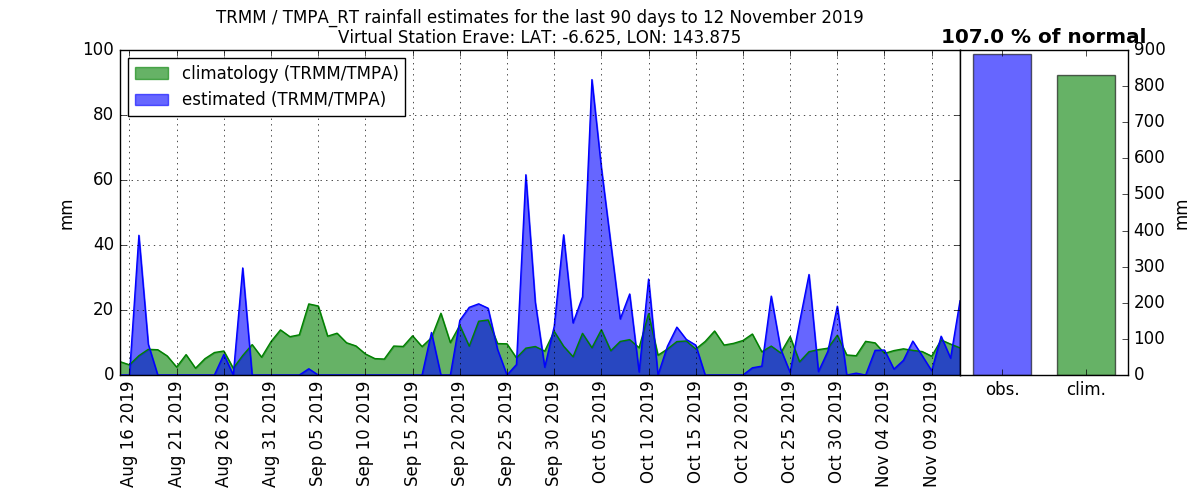 TRMM / TMPA_RT rainfall estimates for the last 90 days to 12 November 2019
Virtual Station Erave: LAT: -6.625, LON: 143.875
107.0 % of normal
climatology (TRMM/TMPA)
estimated (TRMM/TMPA)
mm
100
80
60
40
20
0
Aug 16 2019
Aug 21 2019
Aug 26 2019
Aug 31 2019
Sep 05 2019
Sep 10 2019
Sep 15 2019
Sep 20 2019
Sep 25 2019
Sep 30 2019
Oct 05 2019
Oct 10 2019
Oct 15 2019
Oct 20 2019
Oct 25 2019
Oct 30 2019
Nov 04 2019
Nov 09 2019
obs.
clim.
900
800
700
600
500
400
300
200
100
0
mm